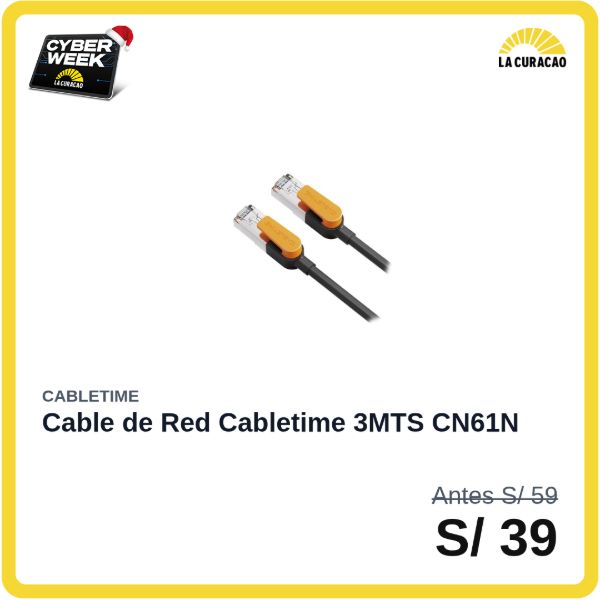 CYBER
WEEK
LA CURACAO
LA CURACAO
CABLETIME
Cable de Red Cabletime 3MTS CN61N
Antes S/ 59
S/ 39